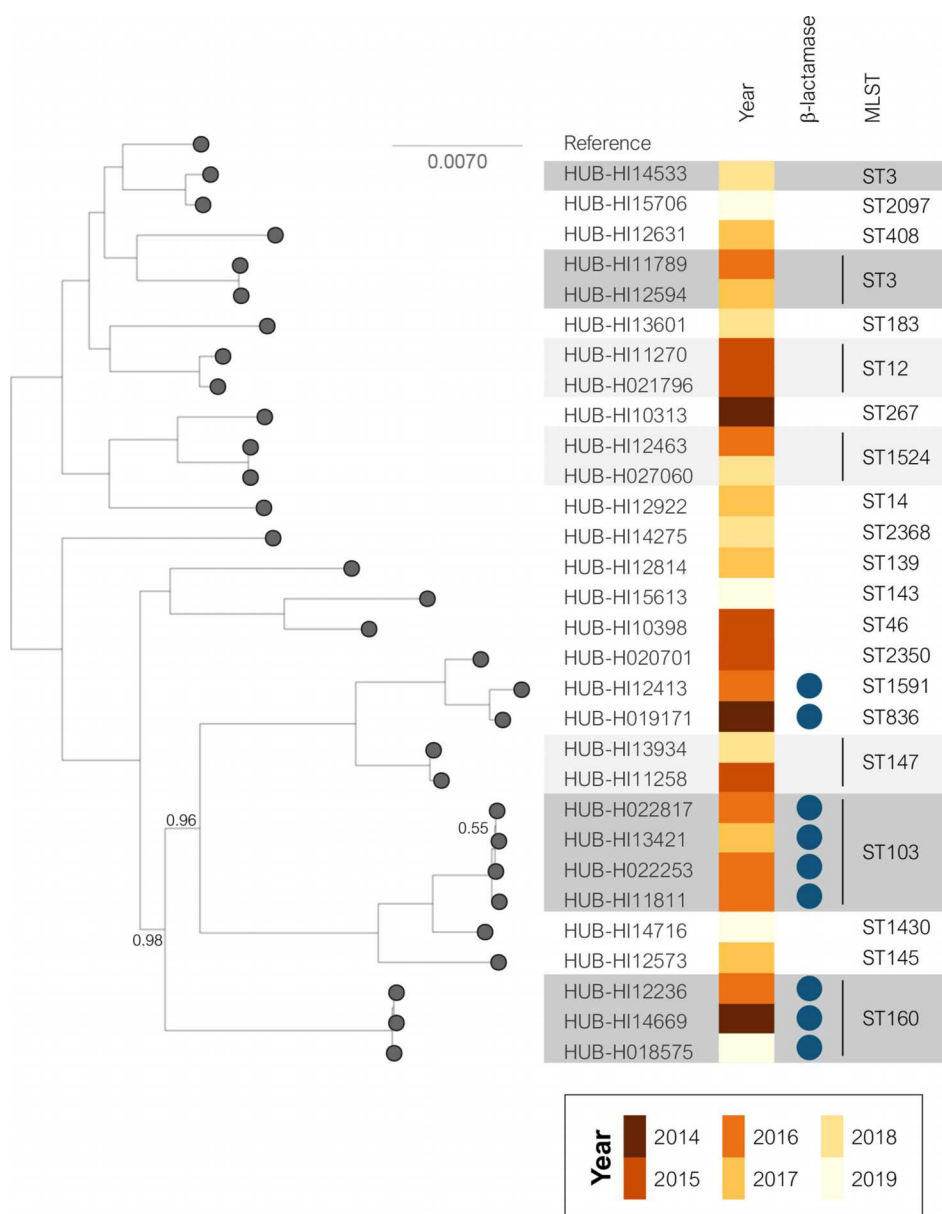 Year
β-lactamase
MLST
Reference
0.0070
HUB-HI14533 ST3
HUB-HI15706 ST2097
HUB-HI12631 ST408
HUB-HI11789
ST3
HUB-HI12594
HUB-HI13601 ST183
HUB-HI11270
ST12
HUB-H021796
HUB-HI10313 ST267
HUB-HI12463
ST1524
HUB-H027060
HUB-HI12922 ST14
HUB-HI14275 ST2368
HUB-HI12814 ST139
HUB-HI15613 ST143
HUB-HI10398 ST46
HUB-H020701 ST2350
HUB-HI12413 ST1591
HUB-H019171 ST836
HUB-HI13934
ST147
HUB-HI11258
HUB-H022817
0.96
0.55
HUB-HI13421
ST103
HUB-H022253
HUB-HI11811
HUB-HI14716 ST1430
0.98
HUB-HI12573 ST145
HUB-HI12236
HUB-HI14669 ST160
HUB-H018575
Year
2014 2016 2018
2015 2017 2019